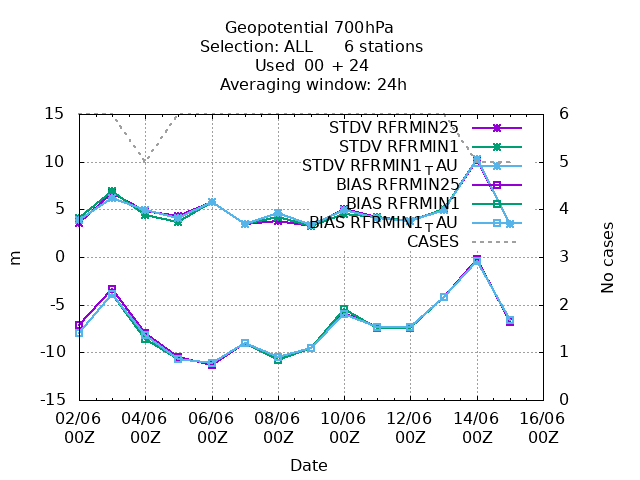 Geopotential 700hPa
Selection: ALL 6 stations
Used 00 + 24
Averaging window: 24h
15
10
5
0
-5
-10
-15
m
6
5
4
3
2
1
0
No cases
STDV RFRMIN25
STDV RFRMIN1
STDV RFRMIN1TAU
BIAS RFRMIN25
BIAS RFRMIN1
BIAS RFRMIN1TAU
CASES
02/06 04/06 06/06 08/06 10/06 12/06 14/06 16/06
00Z 00Z 00Z 00Z 00Z 00Z 00Z 00Z
Date